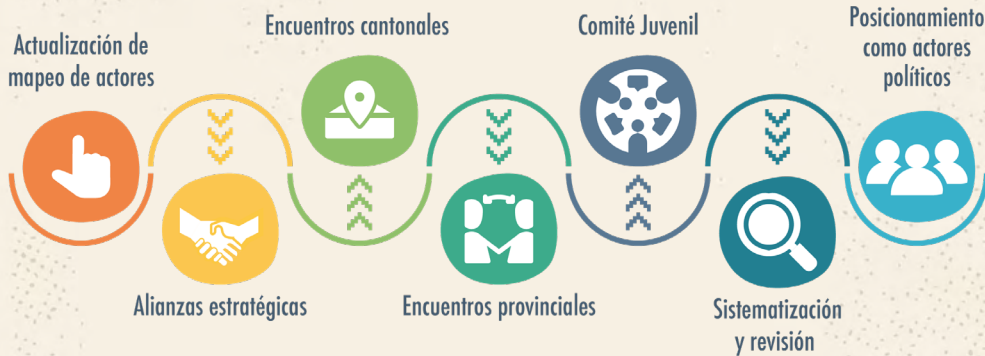 Actualización de
mapeo de actores
Alianzas estratégicas
Encuentros cantonales
Encuentros provinciales
Comité Juvenil
Sistematización
y revisión
Posicionamiento
como actores
políticos